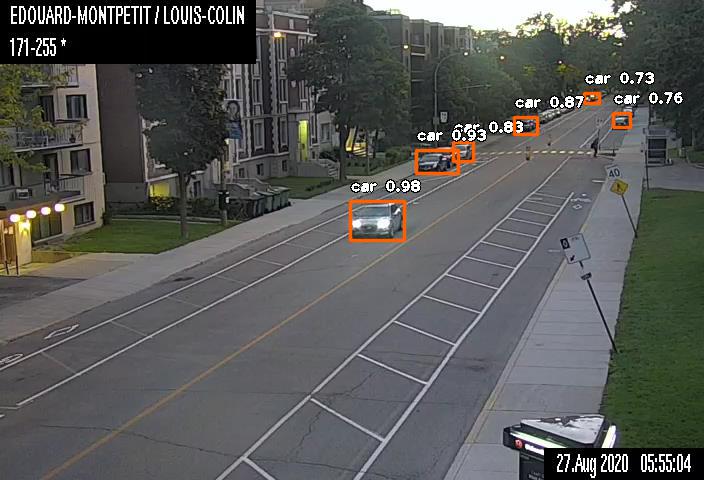 EDOUARD-MONTPETIT / LOUIS-COLIN
171-255 *
car 0.73
car 0.87
car 0.76
car 0.83
car 0.93
car 0.98
40
27.Aug 2020 05:55:04